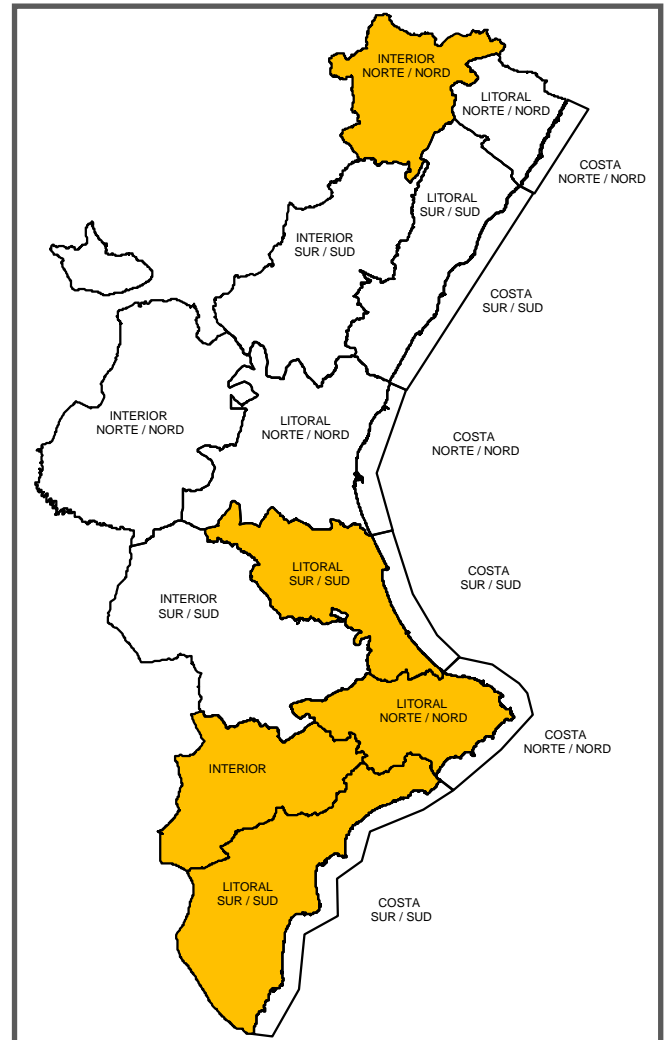 INTERIOR
NORTE / NORD
LITORAL
NORTE / NORD
COSTA
NORTE / NORD
LITORAL
SUR / SUD
INTERIOR
SUR / SUD
COSTA
SUR / SUD
INTERIOR
NORTE / NORD
LITORAL
NORTE / NORD
COSTA
NORTE / NORD
LITORAL
SUR / SUD
COSTA
SUR / SUD
INTERIOR
SUR / SUD
LITORAL
NORTE / NORD
COSTA
NORTE / NORD
INTERIOR
LITORAL
SUR / SUD
COSTA
SUR / SUD